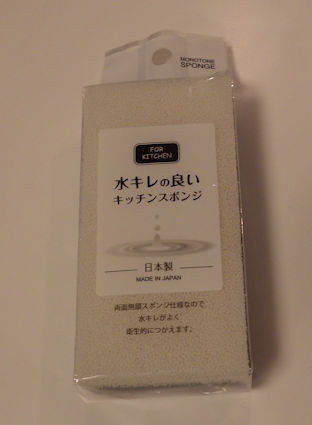 MONOTONE
SPONGE
FOR
KITCHEN
水キレの良い
キッチンスポンジ
日本製
MADE IN JAPAN
両面無膜スポンジ仕様なので
水キレがよく
衛生的につかえます。